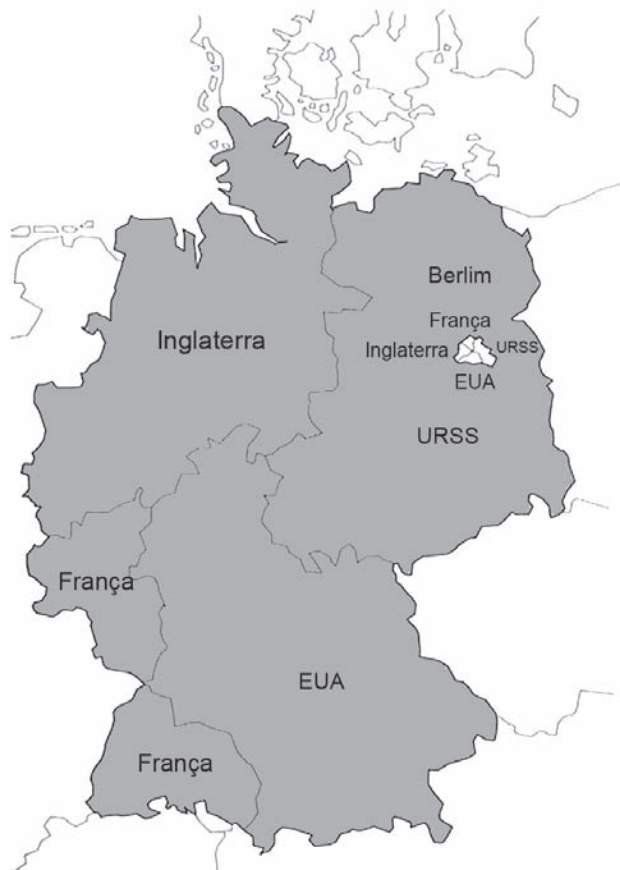 Berlim
França
Inglaterra
Inglaterra
URSS
EUA
URSS
França
EUA
França